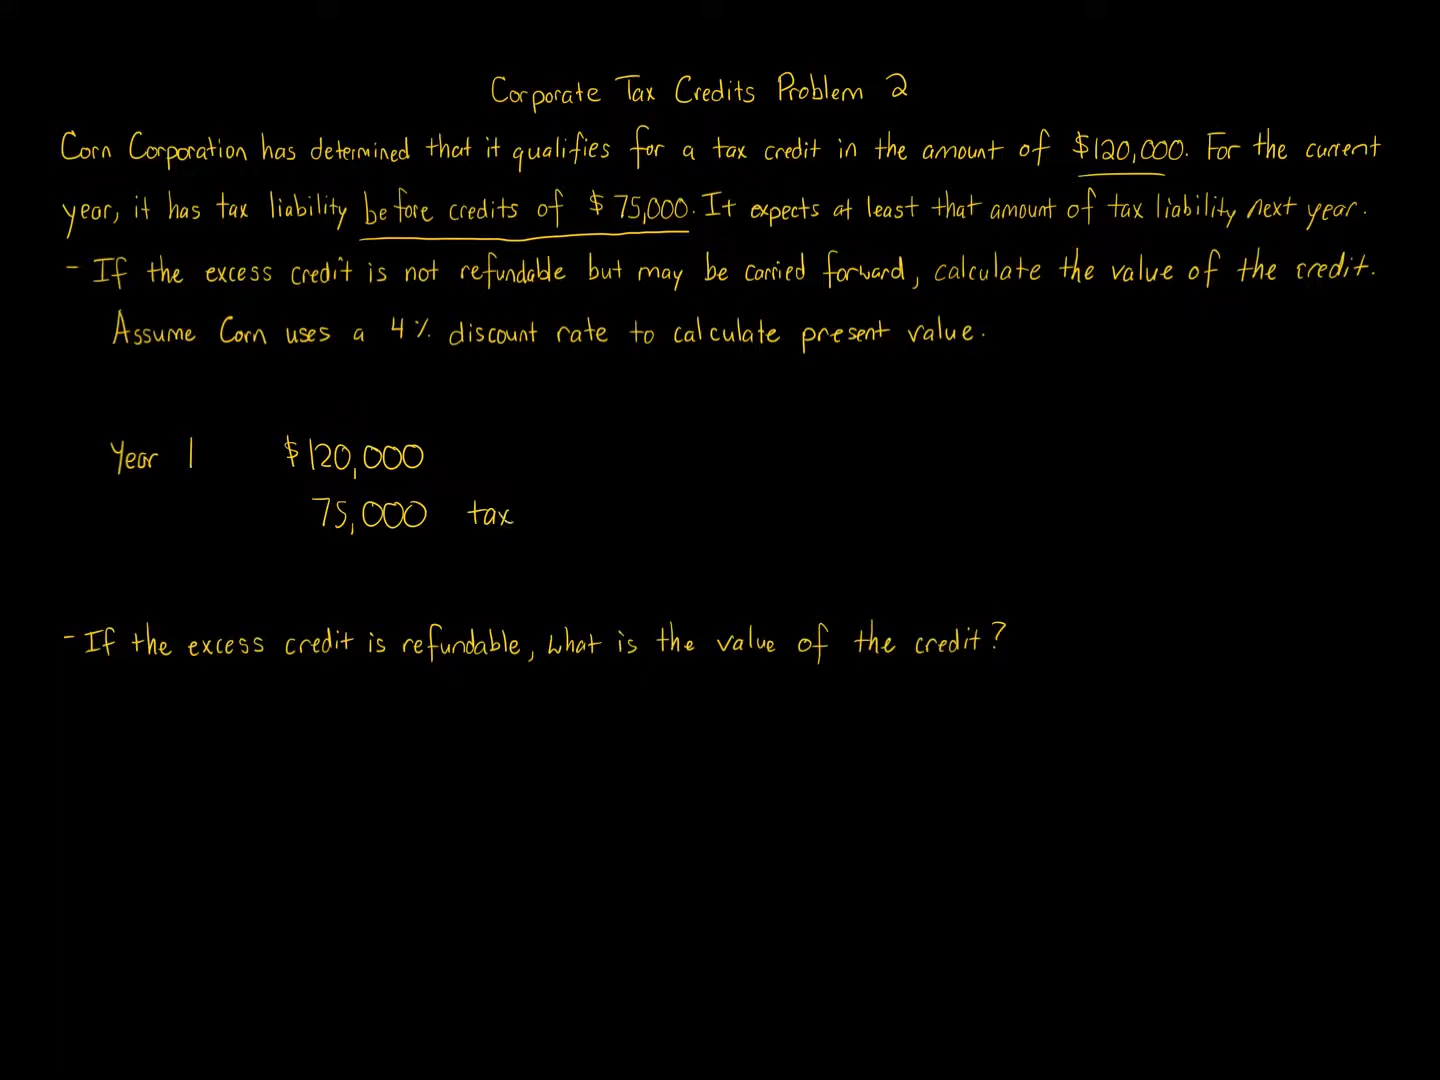 Corporate Tax Credits Problem 2
Corn Corporation has determined that it qualifies for a tax credit in the amount of $120,000. For the current
year, it has tax liability before credits of $75,000. It expects at least that amount of tax liability next year.
- If the excess credit is not refundable but may be carried forward, calculate the value of the credit.
Assume Corn uses a 4% discount rate to calculate present value.
Year 1 $120,000
75,000 tax
- If the excess credit is refundable, what is the value of the credit?